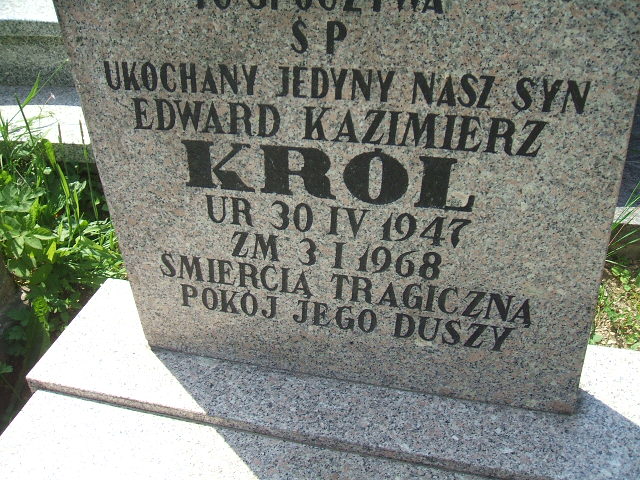 SPOCZYWA
Ś P
UKOCHANY JEDYNY NASZ SYN
EDWARD KAZIMIERZ
KRÓL
UR 30 IV 1947
ZM 3 I 1968
ŚMIERCIĄ TRAGICZNĄ
POKÓJ JEGO DUSZY